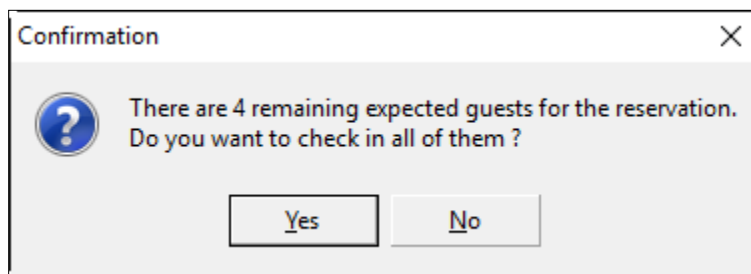 Confirmation
There are 4 remaining expected guests for the reservation.
Do you want to check in all of them ?
Yes No